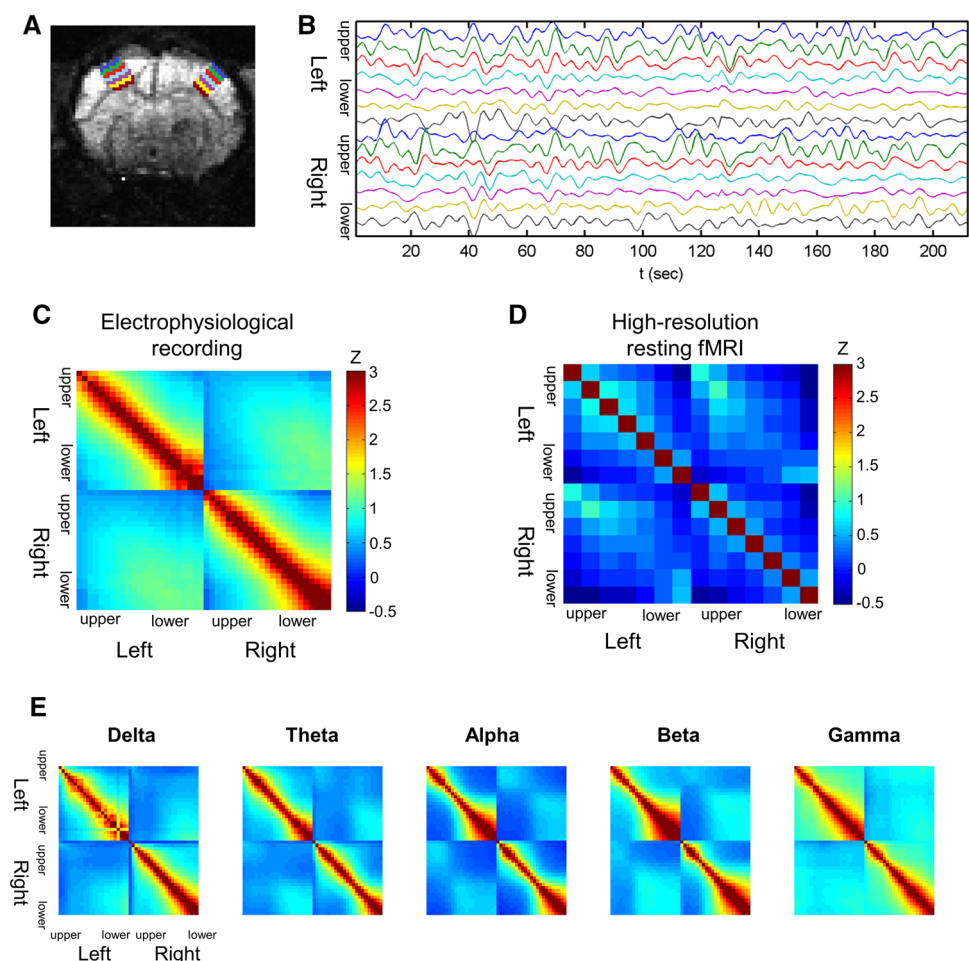 A
B
upper
Left
lower
upper
Right
lower
20 40 60 80 100 120 140 160 180 200
t (sec)
C
Electrophysiological
recording
Z
upper
Left
lower
upper
Right
lower
3
2.5
2
1.5
1
0.5
0
-0.5
upper lower upper lower
Left Right
D
High-resolution
resting fMRI
Z
upper
Left
lower
upper
Right
lower
3
2.5
2
1.5
1
0.5
0
-0.5
upper lower upper lower
Left Right
E
Delta Theta Alpha Beta Gamma
upper
Left
lower
upper
Right
lower
upper lower upper lower
Left Right